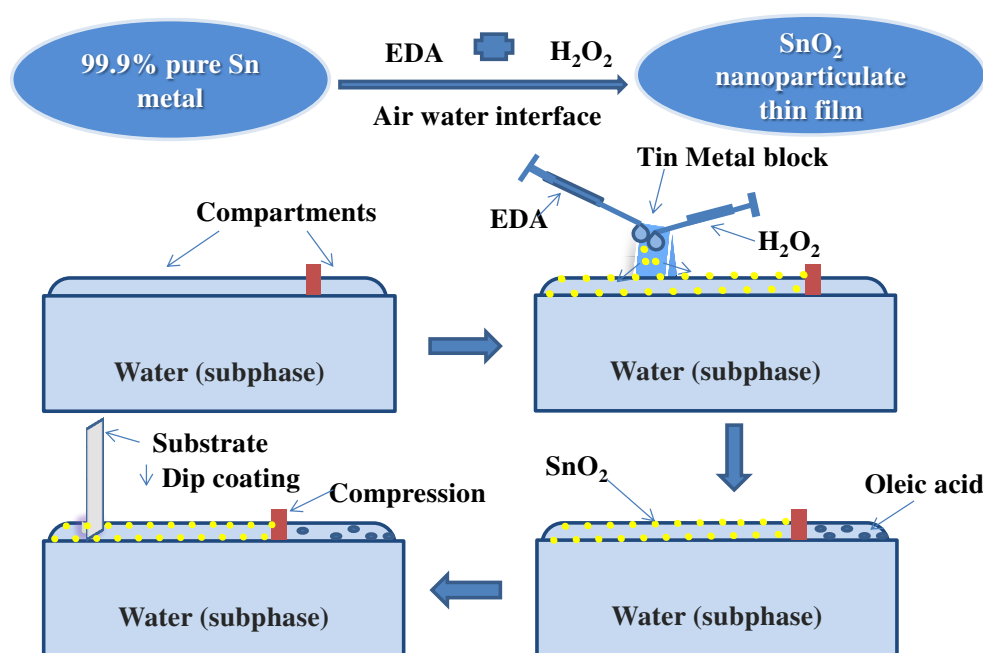 99.9% pure Sn
metal
EDA
H₂O₂
Air water interface
SnO₂
nanoparticulate
thin film
Compartments
Water (subphase)
Tin Metal block
EDA
H₂O₂
Water (subphase)
Substrate
Dip coating
Compression
Water (subphase)
SnO₂
Oleic acid
Water (subphase)